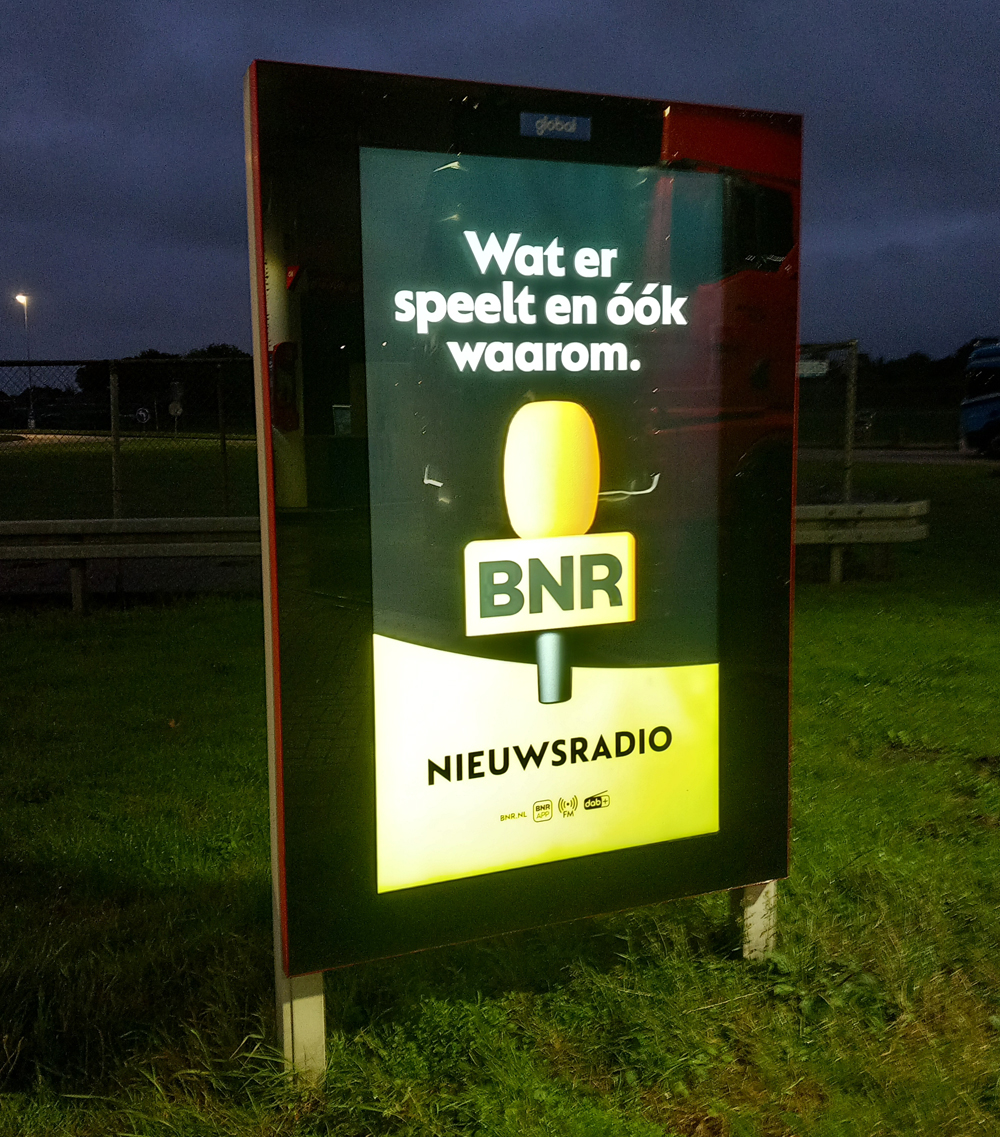 global
Wat er
speelt en óók
waarom.
BNR
NIEUWSRADIO
BNR.NL
BNR
APP
FM
dab+